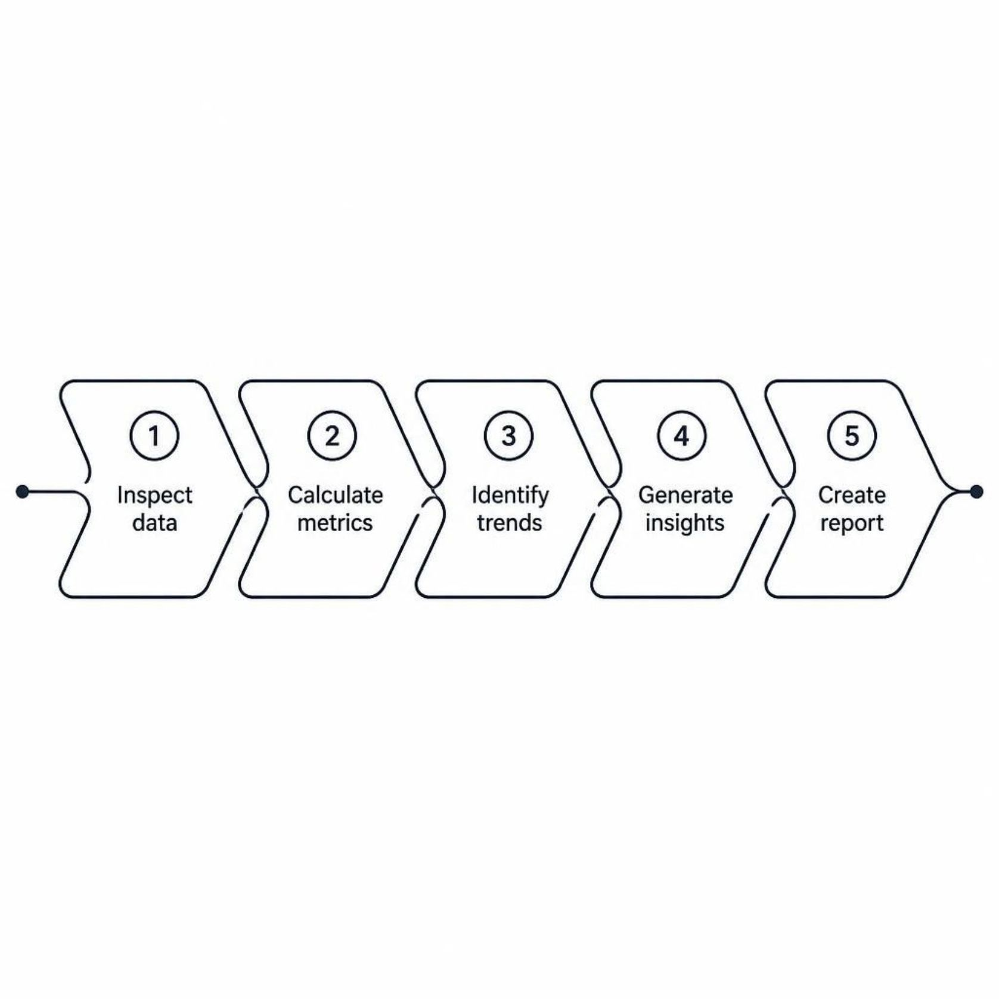 1
Inspect
data
2
Calculate
metrics
3
Identify
trends
4
Generate
insights
5
Create
report